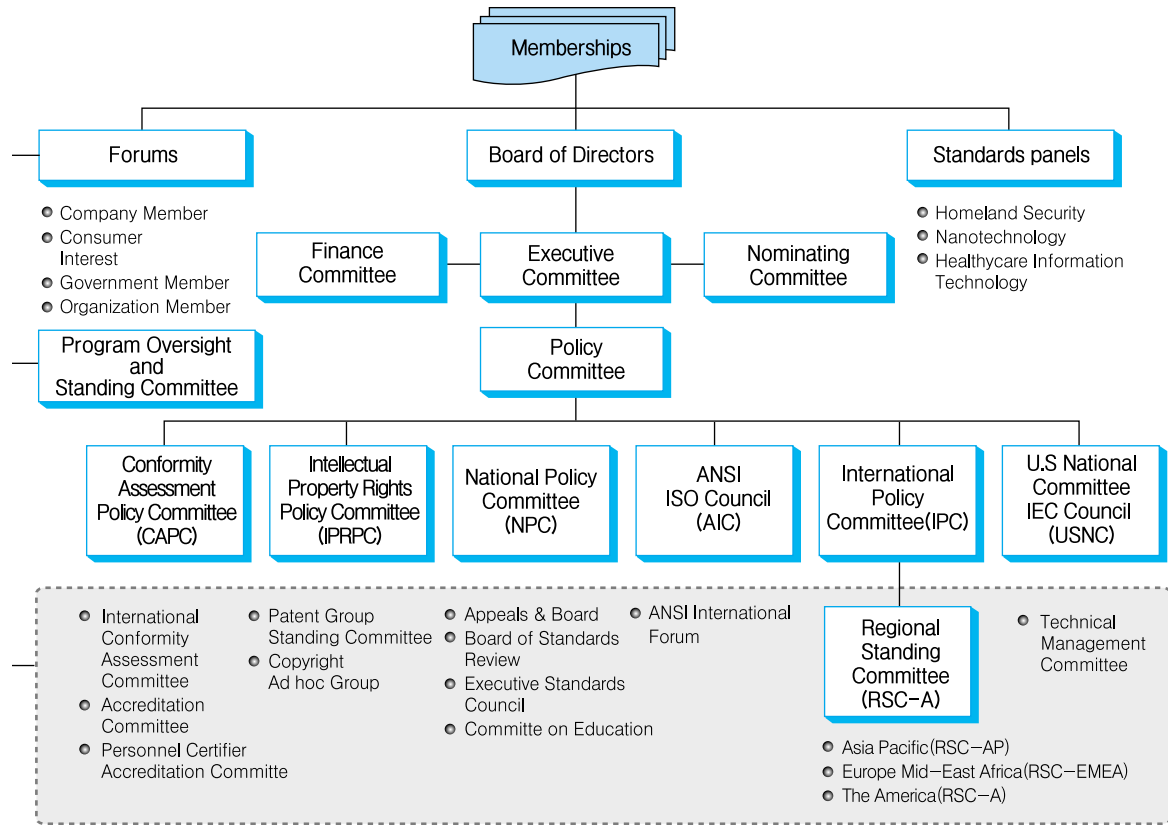 Memberships
Forums
Board of Directors
Standards panels
Company Member
Consumer
Interest
Government Member
Organization Member
Homeland Security
Nanotechnology
Healthycare Information
Technology
Finance
Committee
Executive
Committee
Nominating
Committee
Program Oversight
and
Standing Committee
Policy
Committee
Conformity
Assessment
Policy Committee
(CAPC)
Intellectual
Property Rights
Policy Committee
(IPRPC)
National Policy
Committee
(NPC)
ANSI
ISO Council
(AIC)
International
Policy
Committee(IPC)
U.S National
Committee
IEC Council
(USNC)
International
Conformity
Assessment
Committee
Accreditation
Committee
Personnel Certifier
Accreditation Committe
Patent Group
Standing Committee
Copyright
Ad hoc Group
Appeals & Board
Board of Standards
Review
Executive Standards
Council
Committe on Education
ANSI International
Forum
Regional
Standing
Committee
(RSC-A)
Asia Pacific(RSC-AP)
Europe Mid-East Africa(RSC-EMEA)
The America(RSC-A)
Technical
Management
Committee